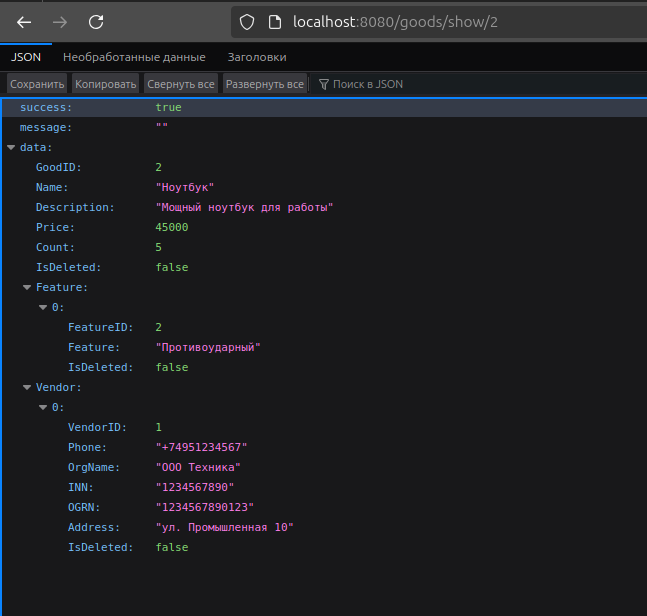 localhost:8080/goods/show/2
JSON Необработанные данные Заголовки
Сохранить Копировать Свернуть все Развернуть все Поиск в JSON
success: true
message: ""
data:
GoodID: 2
Name: "Ноутбук"
Description: "Мощный ноутбук для работы"
Price: 45000
Count: 5
IsDeleted: false
Feature:
0:
FeatureID: 2
Feature: "Противоударный"
IsDeleted: false
Vendor:
0:
VendorID: 1
Phone: "+74951234567"
OrgName: "ООО Техника"
INN: "1234567890"
OGRN: "1234567890123"
Address: "ул. Промышленная 10"
IsDeleted: false